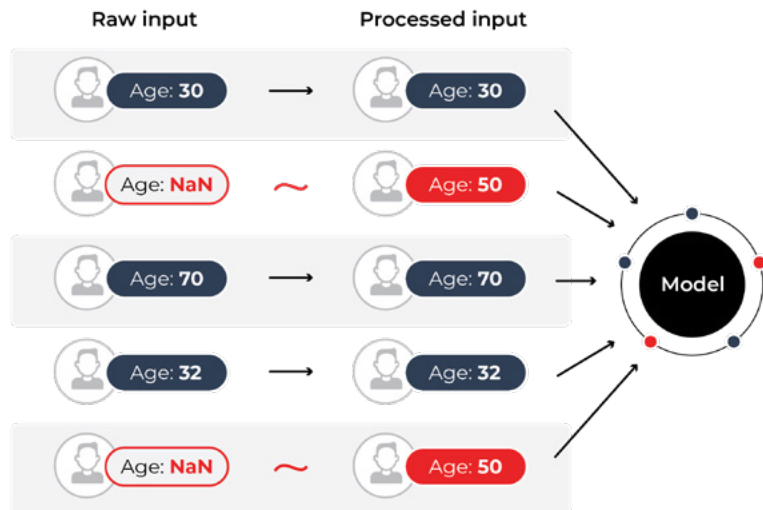 Raw input
Processed input
Age: 30
Age: 30
Age: NaN
~
Age: 50
Age: 70
Age: 70
Model
Age: 32
Age: 32
Age: NaN
~
Age: 50